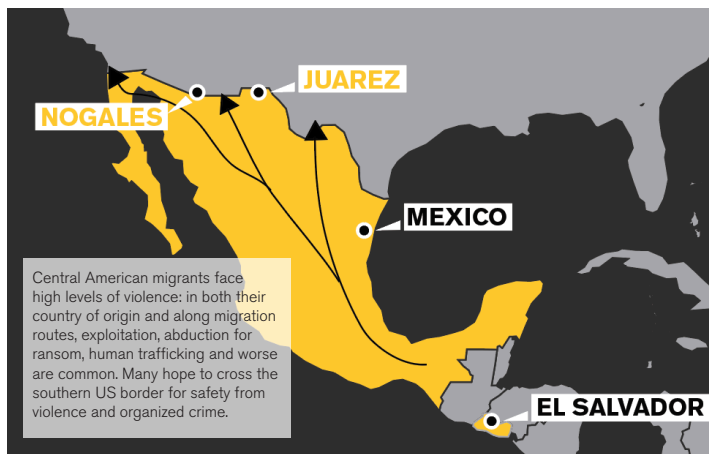 JUAREZ
NOGALES
MEXICO
Central American migrants face
high levels of violence: in both their
country of origin and along migration
routes, exploitation, abduction for
ransom, human trafficking and worse
are common. Many hope to cross the
southern US border for safety from
violence and organized crime.
EL SALVADOR